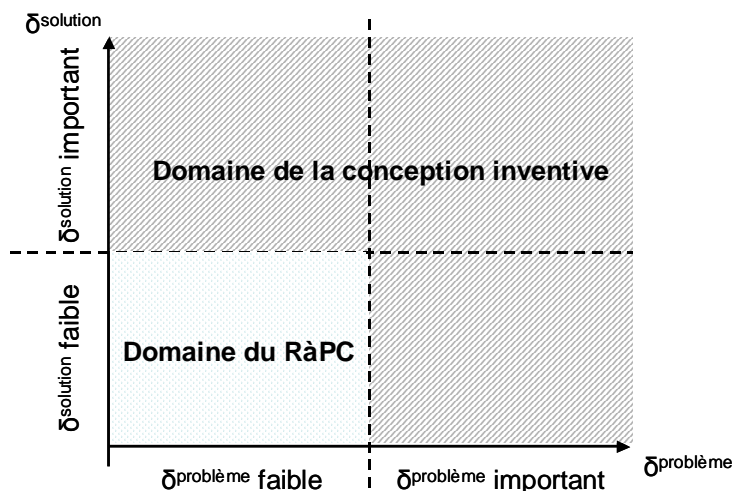 δsolution
δsolution important
Domaine de la conception inventive
δsolution faible
Domaine du RàPC
δproblème
δproblème faible
δproblème important